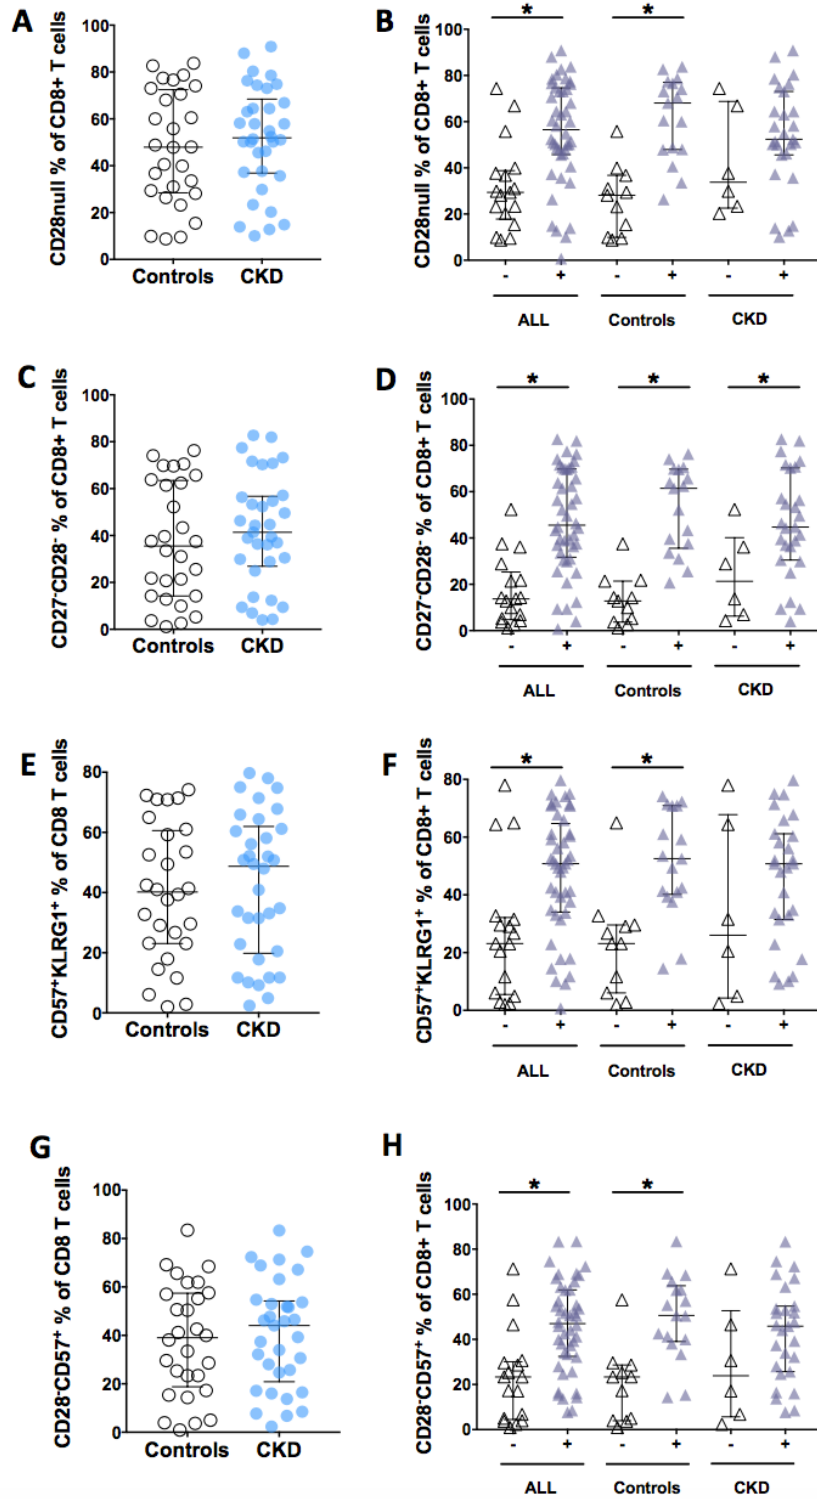 A
CD28null % of CD8+ T cells
100
80
60
40
20
0
Controls CKD
B
CD28null % of CD8+ T cells
100
80
60
40
20
0
* *
- + - + - +
ALL Controls CKD
C
CD27⁻CD28⁻ % of CD8+ T cells
100
80
60
40
20
0
Controls CKD
D
CD27⁻CD28⁻ % of CD8+ T cells
100
80
60
40
20
0
* * *
- + - + - +
ALL Controls CKD
E
CD57⁺KLRG1⁺ % of CD8 T cells
80
60
40
20
0
Controls CKD
F
CD57⁺KLRG1⁺ % of CD8+ T cells
80
60
40
20
0
* *
- + - + - +
ALL Controls CKD
G
CD28⁻CD57⁺ % of CD8 T cells
100
80
60
40
20
0
Controls CKD
H
CD28⁻CD57⁺ % of CD8+ T cells
100
80
60
40
20
0
* *
- + - + - +
ALL Controls CKD